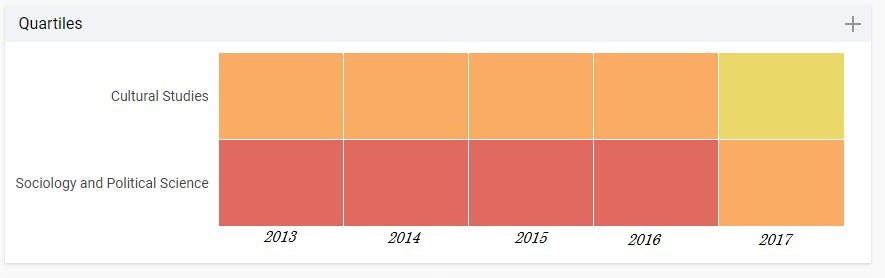 Quartiles
Cultural Studies
Sociology and Political Science
2013 2014 2015 2016 2017